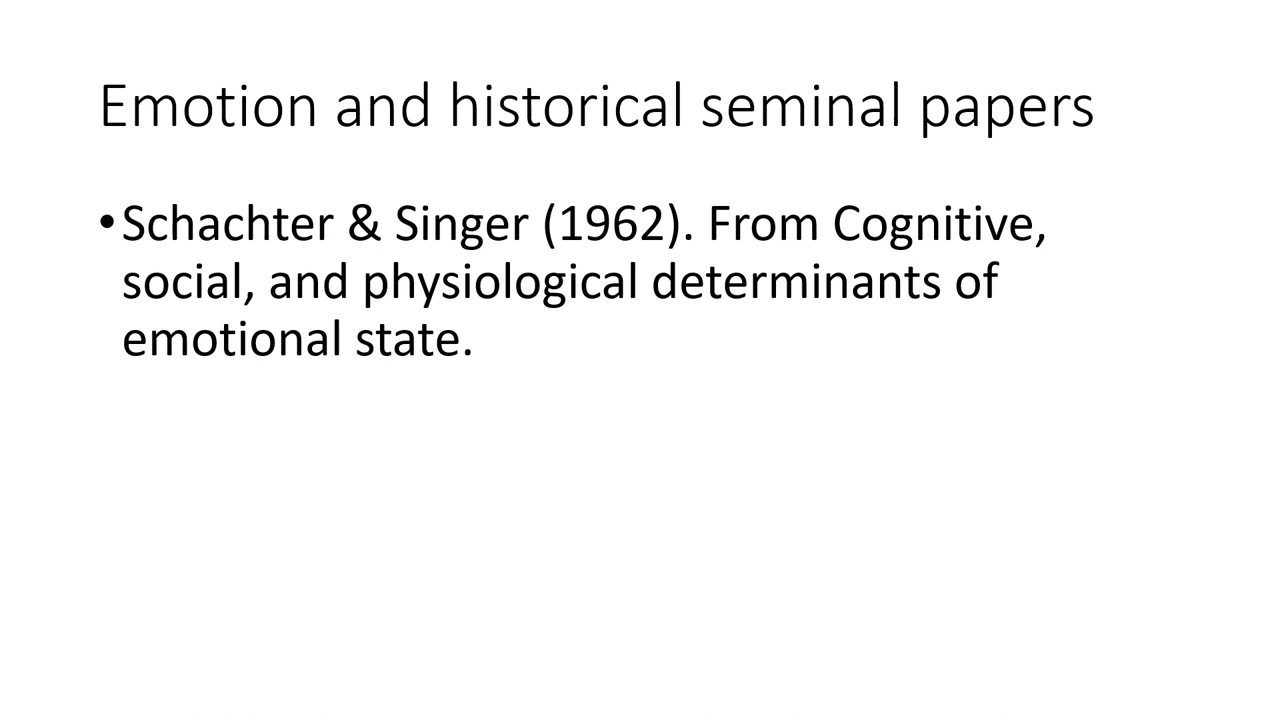 Emotion and historical seminal papers
•Schachter & Singer (1962). From Cognitive,
social, and physiological determinants of
emotional state.